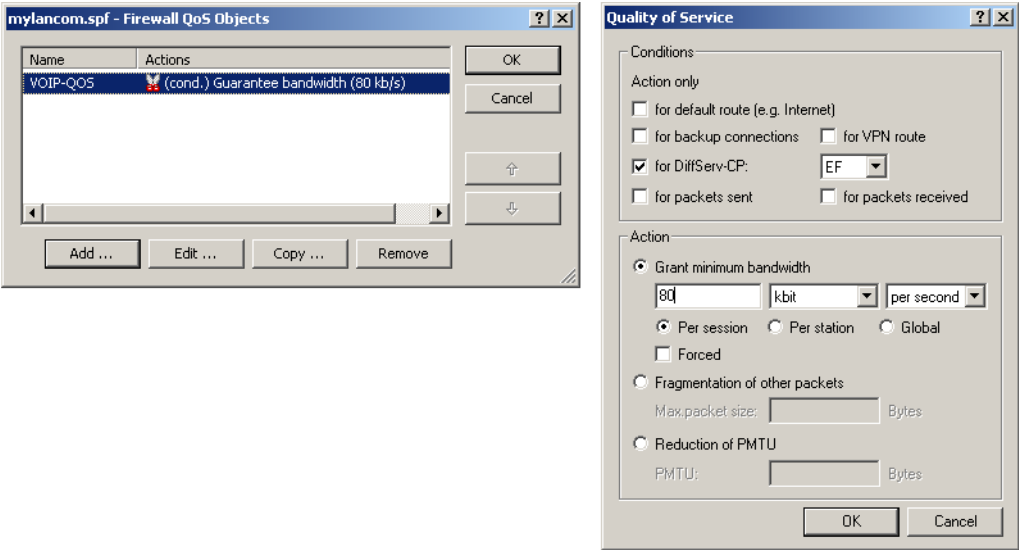 mylancom.spf - Firewall QoS Objects
Name Actions
VOIP-QOS (cond.) Guarantee bandwidth (80 kb/s)
OK
Cancel
Add ... Edit ... Copy ... Remove
Quality of Service
Conditions
Action only
for default route (e.g. Internet)
for backup connections for VPN route
for DiffServ-CP: EF
for packets sent for packets received
Action
Grant minimum bandwidth
80 kbit per second
Per session Per station Global
Forced
Fragmentation of other packets
Max.packet size: Bytes
Reduction of PMTU
PMTU: Bytes
OK Cancel